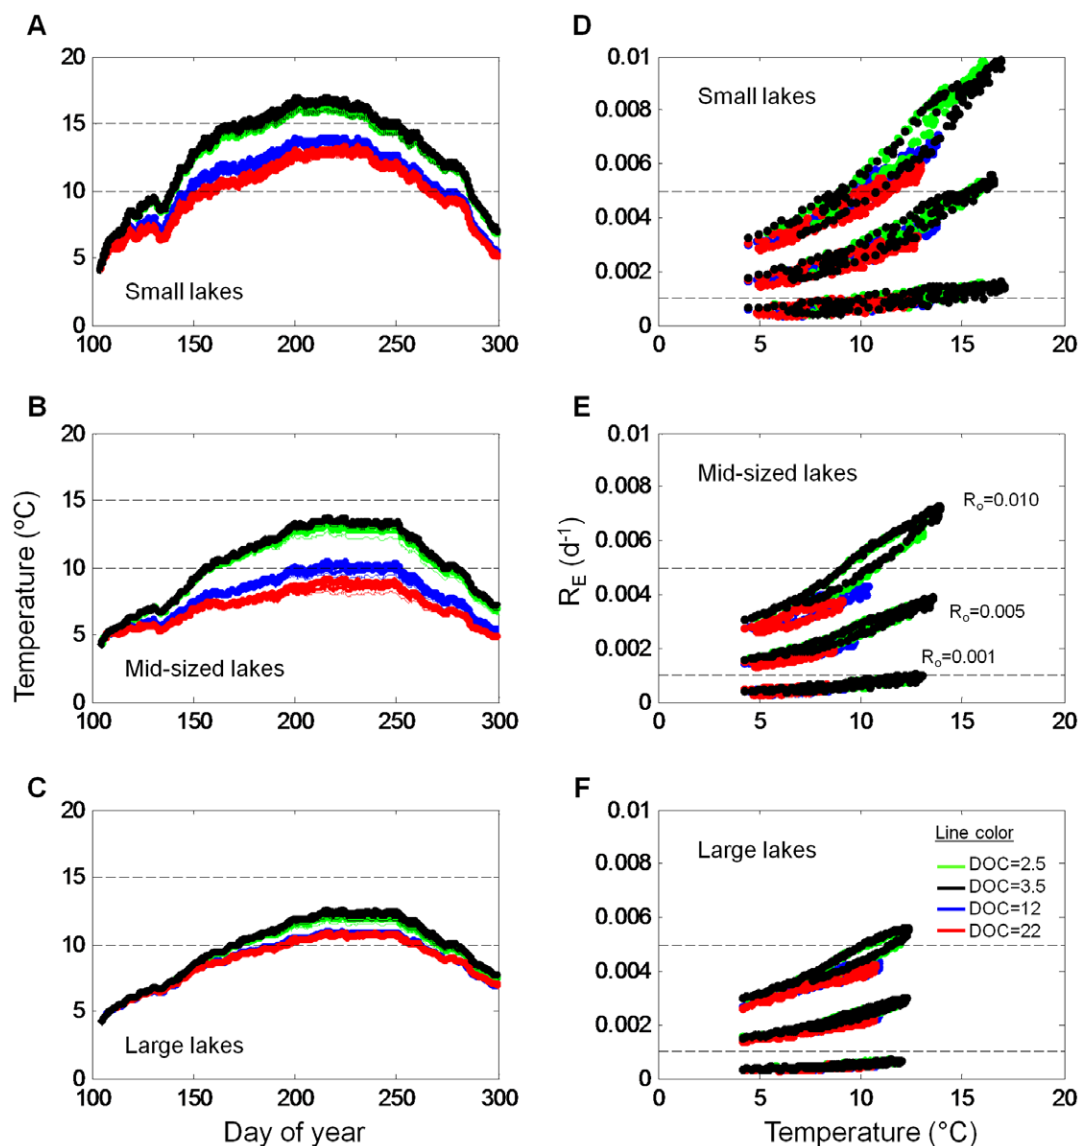 A
20
15
10
5
0
100 150 200 250 300
Small lakes
D
0.01
0.008
0.006
0.004
0.002
0
0 5 10 15 20
Small lakes
B
20
15
10
5
0
100 150 200 250 300
Mid-sized lakes
Temperature (°C)
E
0.01
0.008
0.006
0.004
0.002
0
0 5 10 15 20
Mid-sized lakes
Ro=0.010
Ro=0.005
Ro=0.001
RE (d-1)
C
20
15
10
5
0
100 150 200 250 300
Large lakes
Day of year
F
0.01
0.008
0.006
0.004
0.002
0
0 5 10 15 20
Large lakes
Line color
DOC=2.5
DOC=3.5
DOC=12
DOC=22
Temperature (°C)